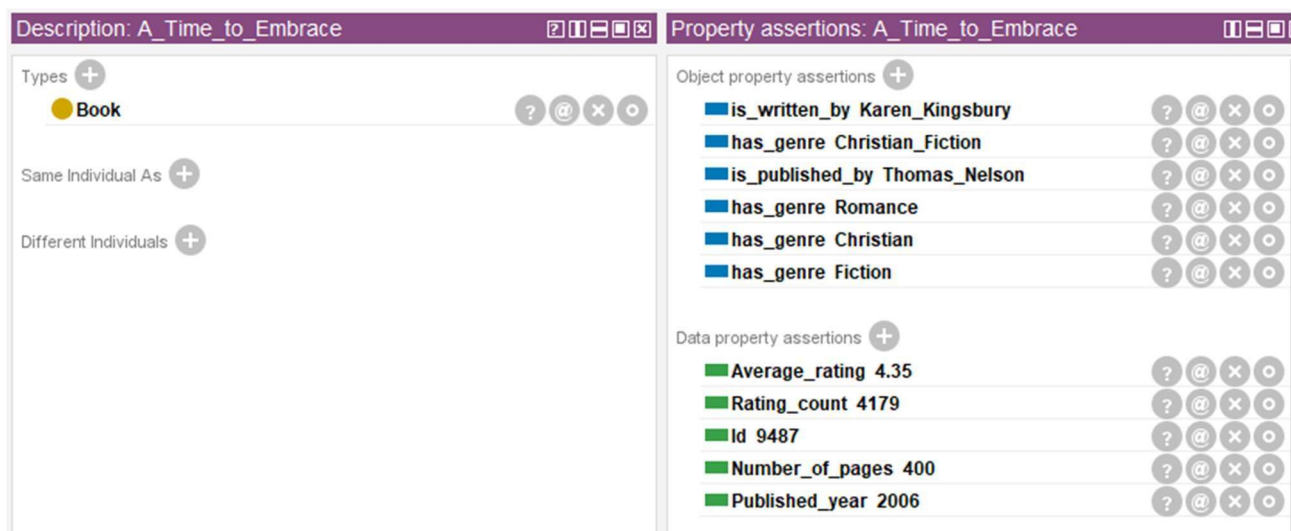 Description: A_Time_to_Embrace
Types
Book
Same Individual As
Different Individuals
Property assertions: A_Time_to_Embrace
Object property assertions
is_written_by Karen_Kingsbury
has_genre Christian_Fiction
is_published_by Thomas_Nelson
has_genre Romance
has_genre Christian
has_genre Fiction
Data property assertions
Average_rating 4.35
Rating_count 4179
Id 9487
Number_of_pages 400
Published_year 2006